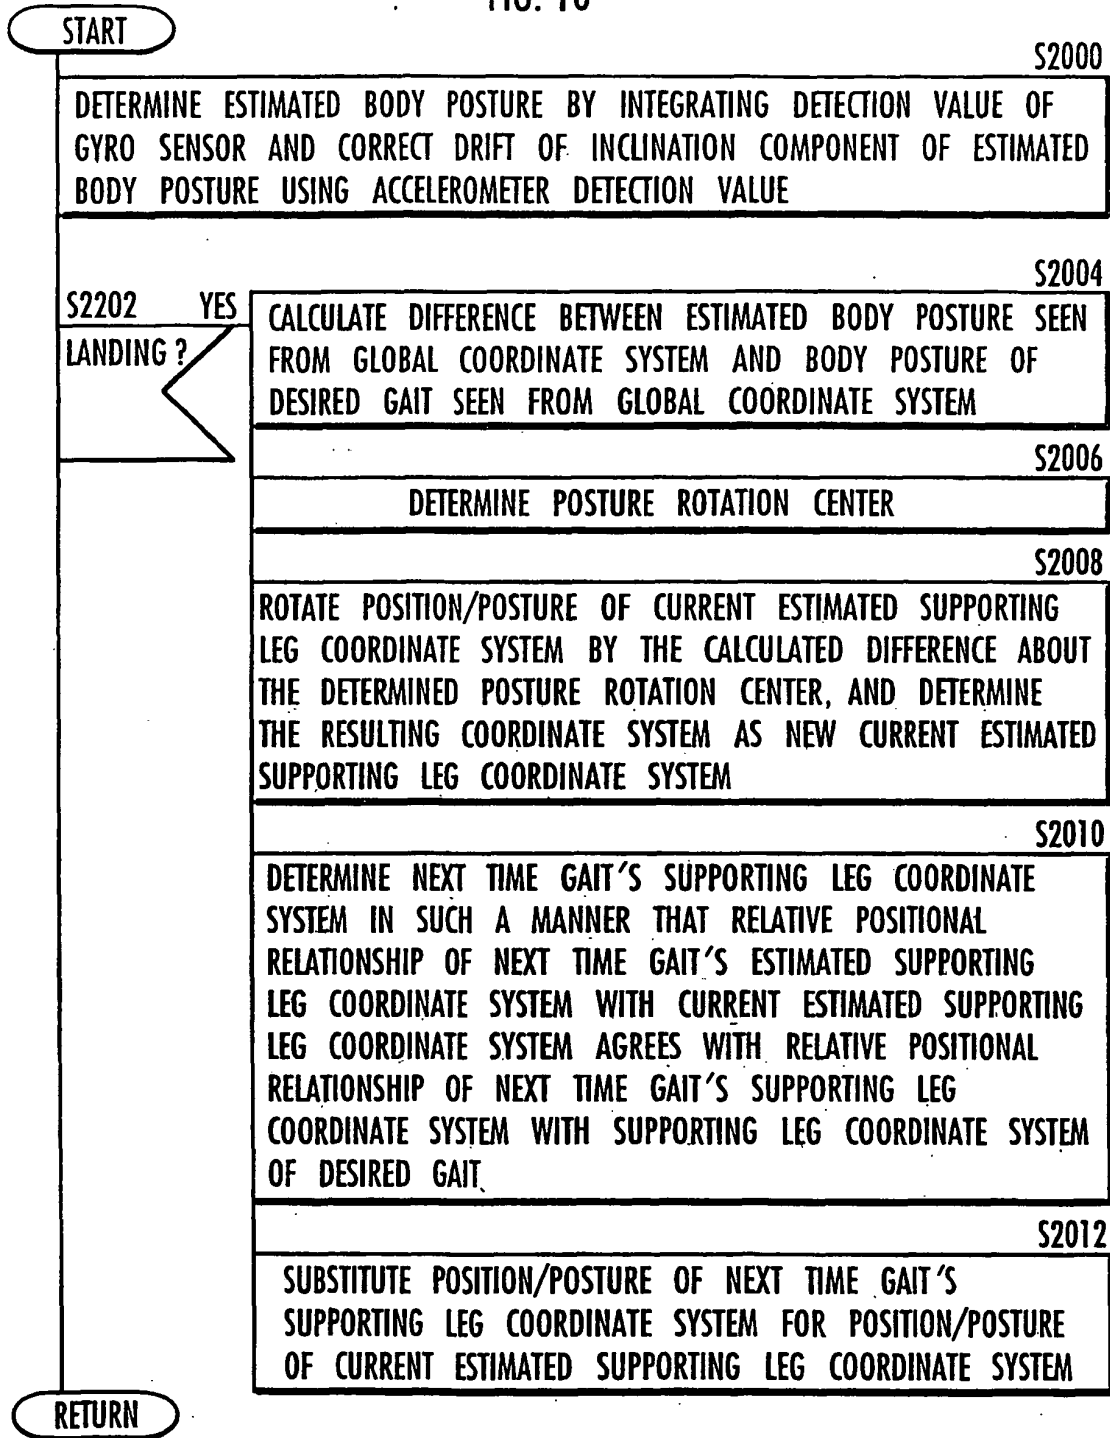 START
S2000
DETERMINE ESTIMATED BODY POSTURE BY INTEGRATING DETECTION VALUE OF
GYRO SENSOR AND CORRECT DRIFT OF INCLINATION COMPONENT OF ESTIMATED
BODY POSTURE USING ACCELEROMETER DETECTION VALUE
S2202 YES
LANDING ?
S2004
CALCULATE DIFFERENCE BETWEEN ESTIMATED BODY POSTURE SEEN
FROM GLOBAL COORDINATE SYSTEM AND BODY POSTURE OF
DESIRED GAIT SEEN FROM GLOBAL COORDINATE SYSTEM
S2006
DETERMINE POSTURE ROTATION CENTER
S2008
ROTATE POSITION/POSTURE OF CURRENT ESTIMATED SUPPORTING
LEG COORDINATE SYSTEM BY THE CALCULATED DIFFERENCE ABOUT
THE DETERMINED POSTURE ROTATION CENTER, AND DETERMINE
THE RESULTING COORDINATE SYSTEM AS NEW CURRENT ESTIMATED
SUPPORTING LEG COORDINATE SYSTEM
S2010
DETERMINE NEXT TIME GAIT'S SUPPORTING LEG COORDINATE
SYSTEM IN SUCH A MANNER THAT RELATIVE POSITIONAL
RELATIONSHIP OF NEXT TIME GAIT'S ESTIMATED SUPPORTING
LEG COORDINATE SYSTEM WITH CURRENT ESTIMATED SUPPORTING
LEG COORDINATE SYSTEM AGREES WITH RELATIVE POSITIONAL
RELATIONSHIP OF NEXT TIME GAIT'S SUPPORTING LEG
COORDINATE SYSTEM WITH SUPPORTING LEG COORDINATE SYSTEM
OF DESIRED GAIT
S2012
SUBSTITUTE POSITION/POSTURE OF NEXT TIME GAIT'S
SUPPORTING LEG COORDINATE SYSTEM FOR POSITION/POSTURE
OF CURRENT ESTIMATED SUPPORTING LEG COORDINATE SYSTEM
RETURN